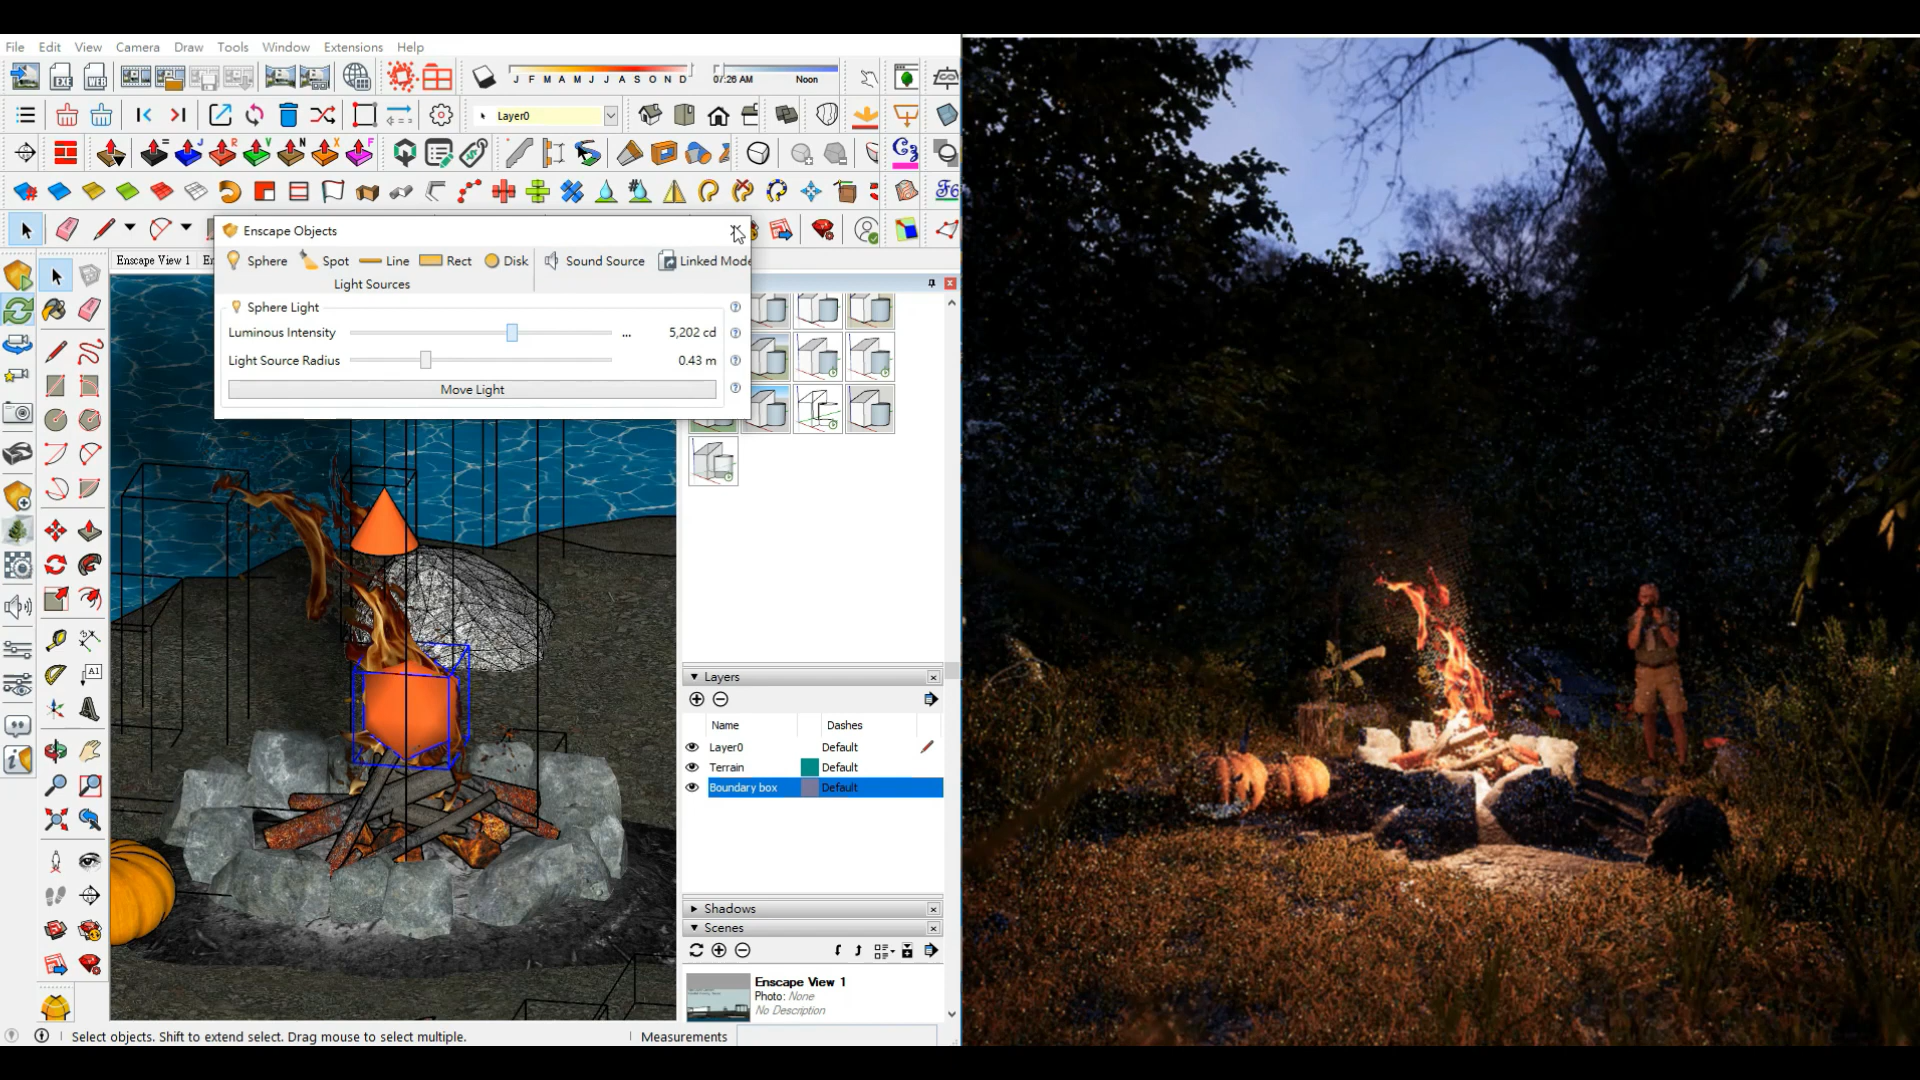 File Edit View Camera Draw Tools Window Extensions Help
J F M A M J J A S O N D
07:26 AM Noon
Layer0
Enscape View 1
Enscape Objects
Sphere Spot Line Rect Disk Sound Source Linked Mode
Light Sources
Sphere Light
Luminous Intensity ... 5,202 cd
Light Source Radius 0.43 m
Move Light
Layers
Name Dashes
Layer0 Default
Terrain Default
Boundary box Default
Shadows
Scenes
Enscape View 1
Photo: None
No Description
Select objects. Shift to extend select. Drag mouse to select multiple.
Measurements